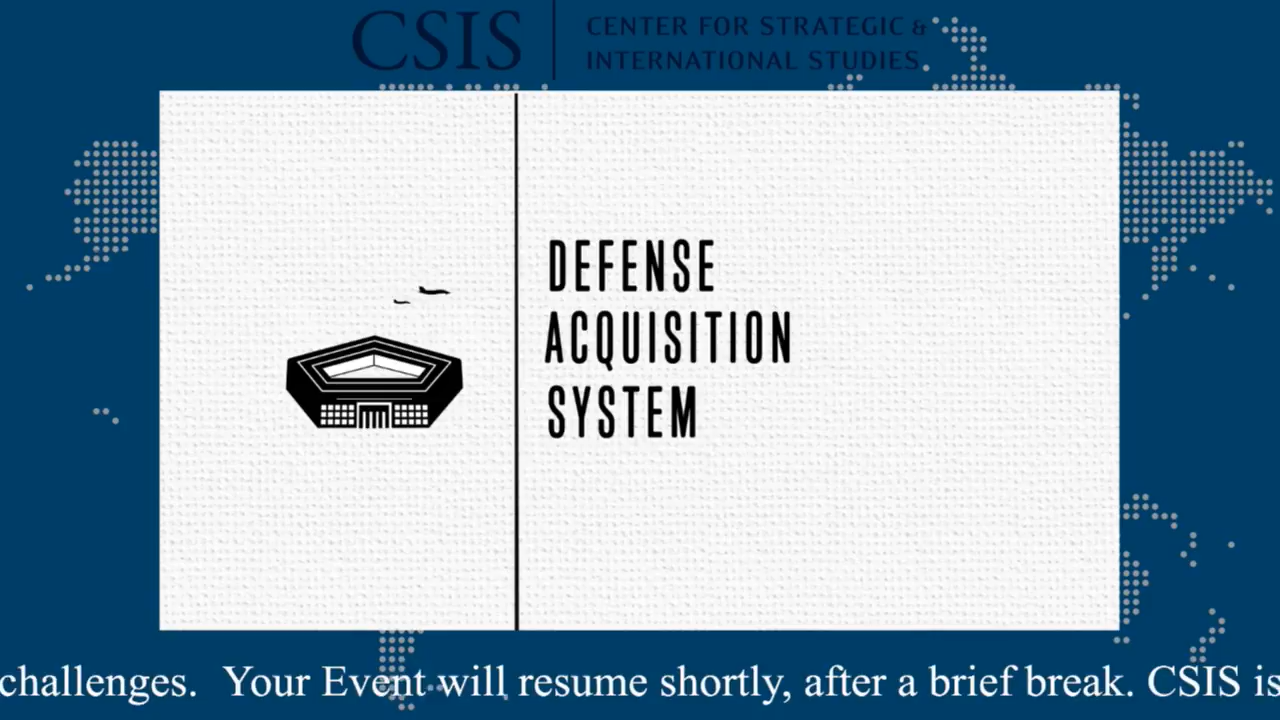 CSIS
CENTER FOR STRATEGIC &
INTERNATIONAL STUDIES
DEFENSE
ACQUISITION
SYSTEM
challenges. Your Event will resume shortly, after a brief break. CSIS is